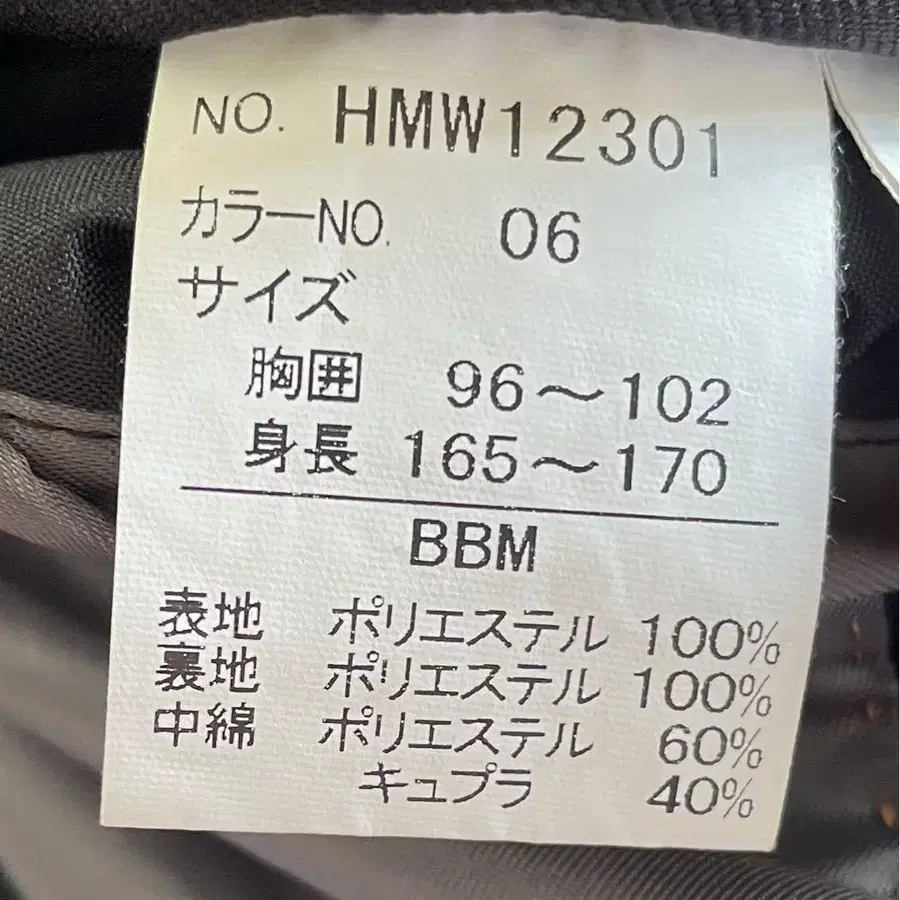 NO. HMW12301
カラーNO. 06
サイズ
胸囲 96～102
身長 165～170
BBM
表地 ポリエステル 100%
裏地 ポリエステル 100%
中綿 ポリエステル 60%
キュプラ 40%